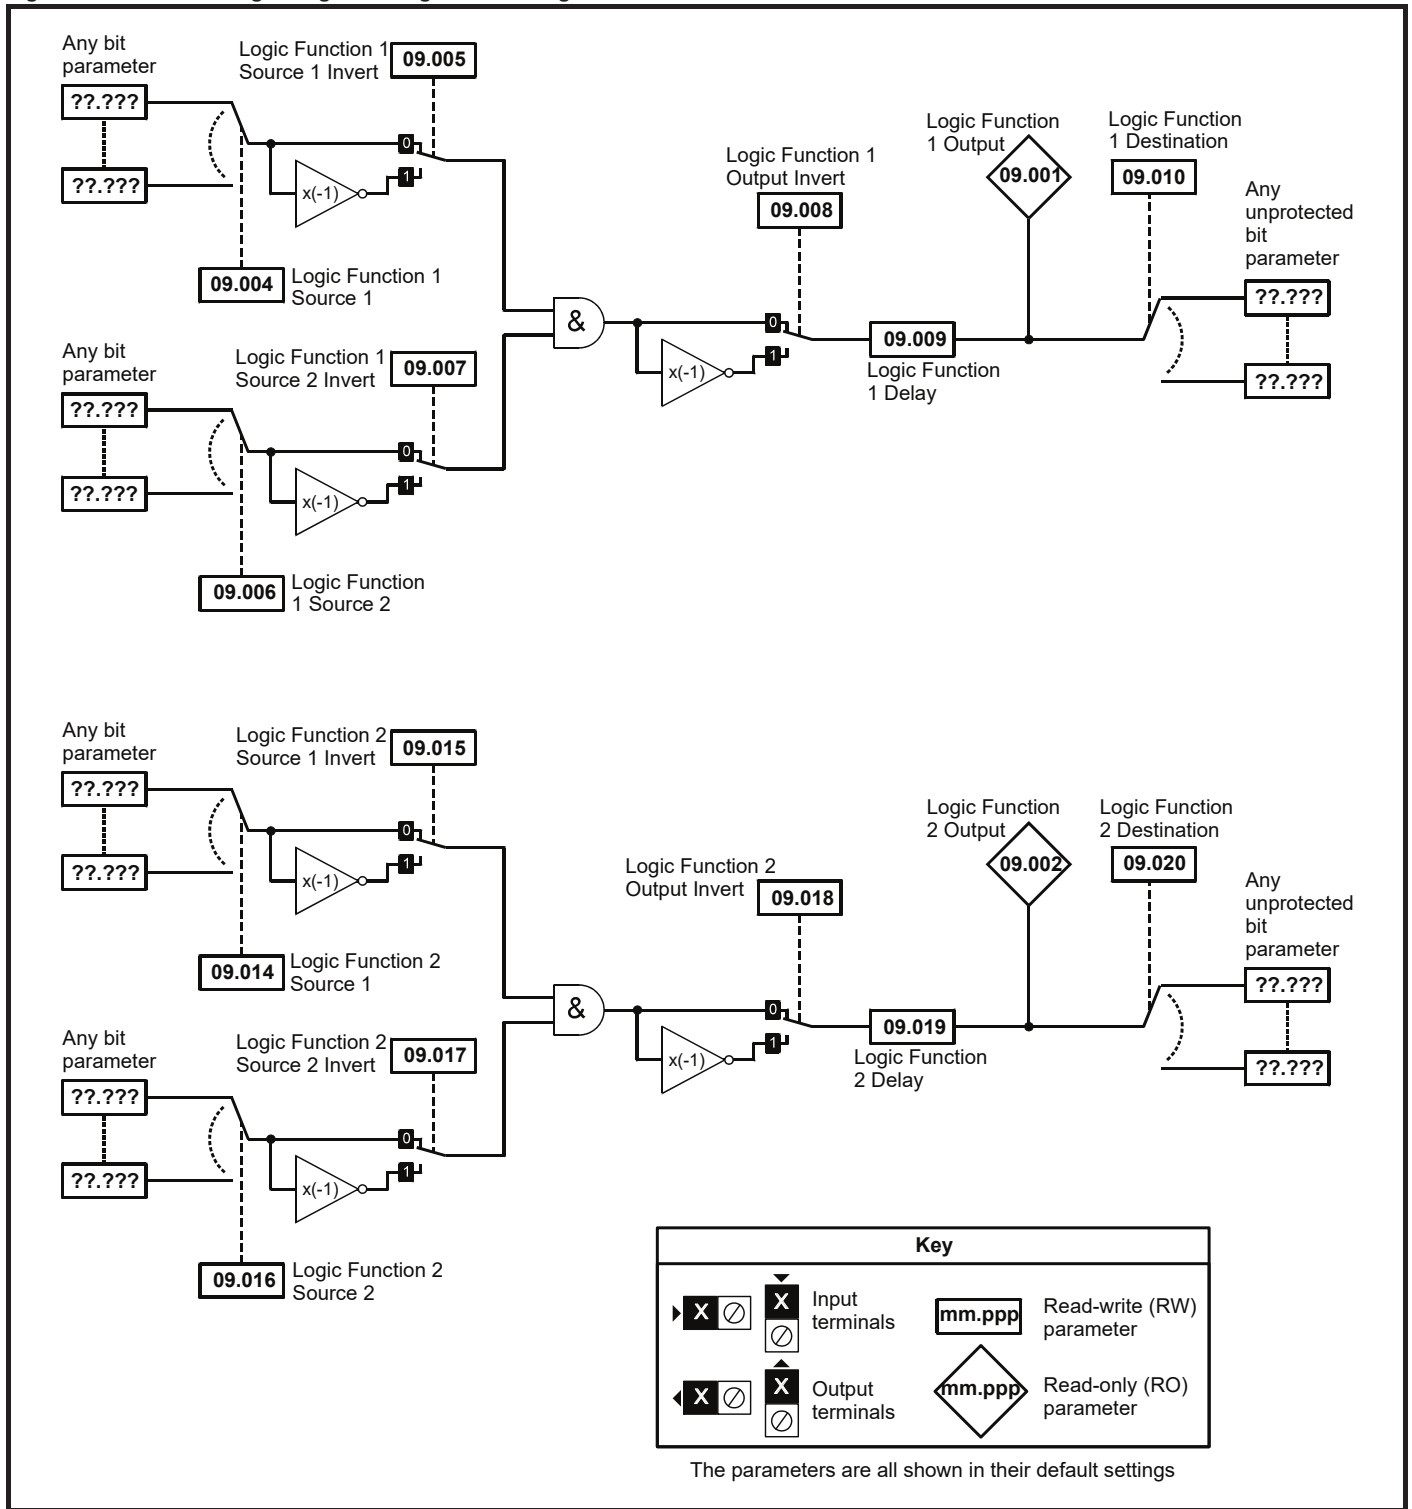 Any bit
parameter
??.???
??.???
Logic Function 1
Source 1 Invert
09.005
0
1
x(-1)
09.004
Logic Function 1
Source 1
Any bit
parameter
??.???
??.???
Logic Function 1
Source 2 Invert
09.007
0
1
x(-1)
09.006
Logic Function
1 Source 2
&
Logic Function 1
Output Invert
09.008
0
1
x(-1)
09.009
Logic Function
1 Delay
Logic Function
1 Output
09.001
Logic Function
1 Destination
09.010
Any
unprotected
bit
parameter
??.???
??.???
Any bit
parameter
??.???
??.???
Logic Function 2
Source 1 Invert
09.015
0
1
x(-1)
09.014
Logic Function 2
Source 1
Any bit
parameter
??.???
??.???
Logic Function 2
Source 2 Invert
09.017
0
1
x(-1)
09.016
Logic Function 2
Source 2
&
Logic Function 2
Output Invert
09.018
0
1
x(-1)
09.019
Logic Function
2 Delay
Logic Function
2 Output
09.002
Logic Function
2 Destination
09.020
Any
unprotected
bit
parameter
??.???
??.???
Key
X
X
Input
terminals
mm.ppp
Read-write (RW)
parameter
X
X
Output
terminals
mm.ppp
Read-only (RO)
parameter
The parameters are all shown in their default settings